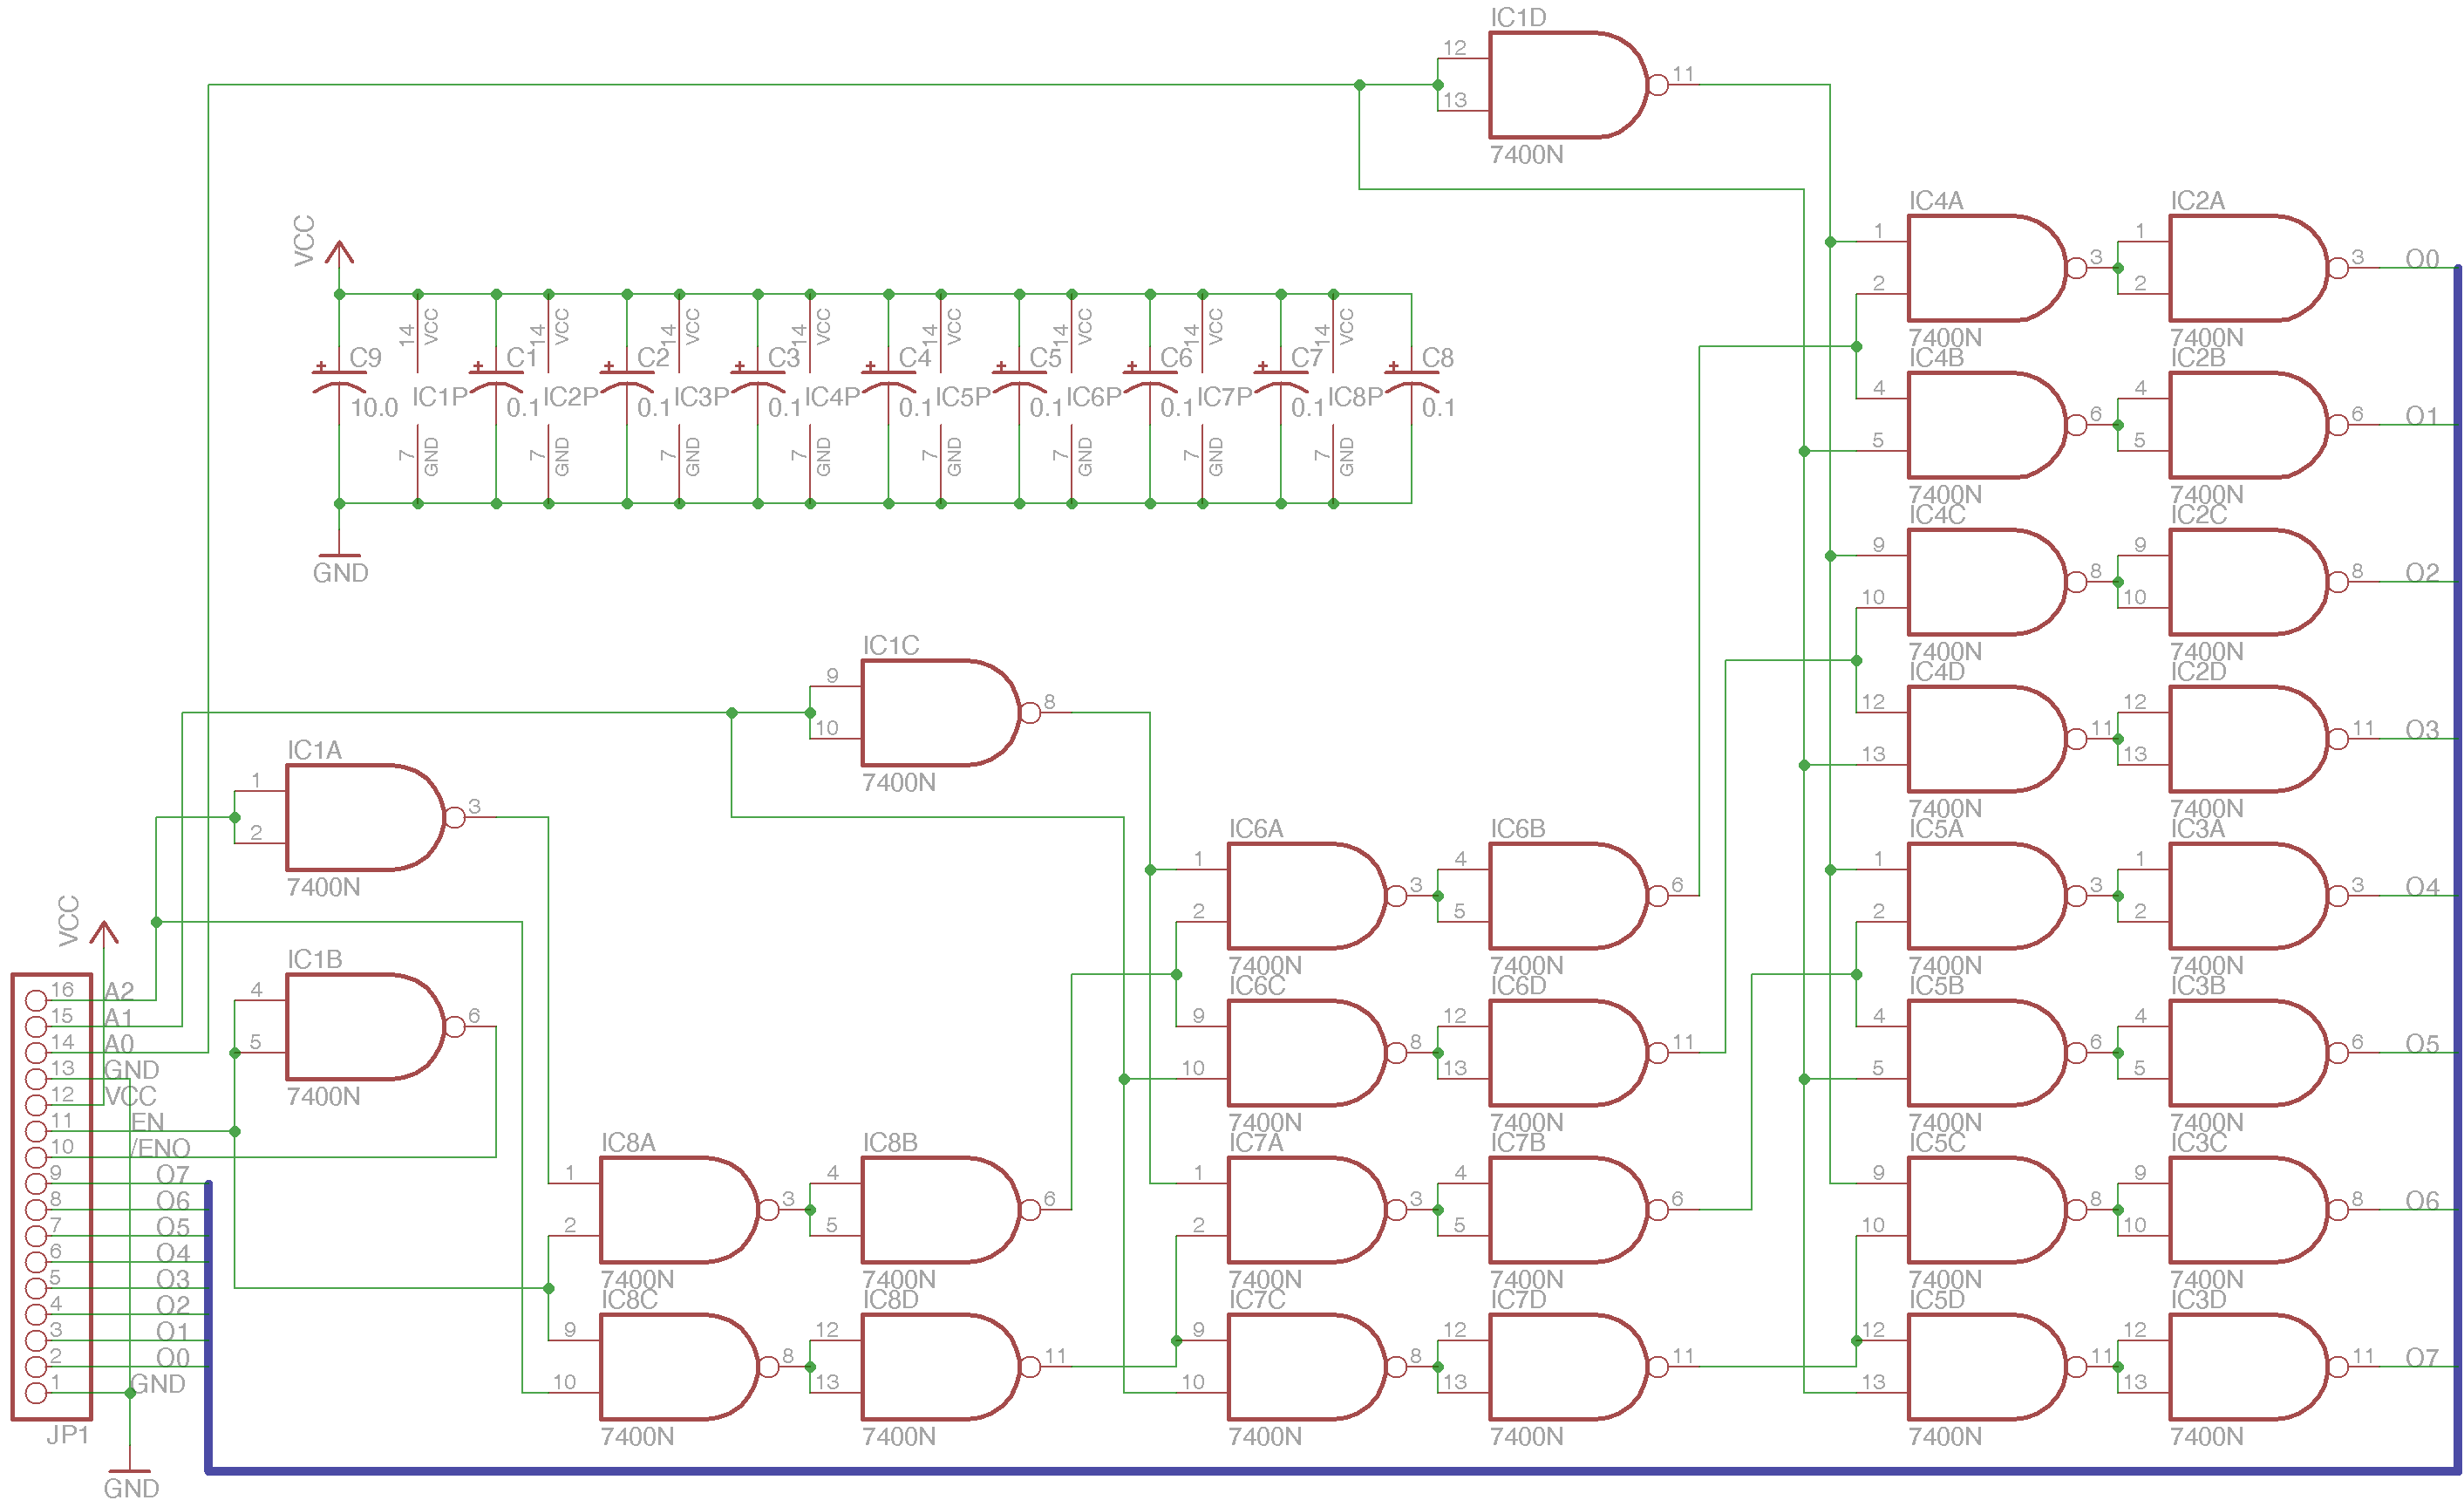 IC1D
12
13
11
7400N
IC4A
1
2
3
7400N
IC2A
1
2
3
O0
7400N
VCC
14 VCC 14 VCC 14 VCC 14 VCC 14 VCC 14 VCC 14 VCC 14 VCC
C9 C1 C2 C3 C4 C5 C6 C7 C8
10.0 IC1P 0.1 IC2P 0.1 IC3P 0.1 IC4P 0.1 IC5P 0.1 IC6P 0.1 IC7P 0.1 IC8P 0.1
7 GND 7 GND 7 GND 7 GND 7 GND 7 GND 7 GND 7 GND
GND
IC4B
4
5
6
7400N
IC2B
4
5
6
O1
7400N
IC4C
9
10
8
7400N
IC2C
9
10
8
O2
7400N
IC4D
12
13
11
7400N
IC2D
12
13
11
O3
7400N
IC1C
9
10
8
7400N
IC1A
1
2
3
7400N
IC1B
4
5
6
7400N
IC6A
1
2
3
7400N
IC6B
4
5
6
7400N
IC5A
1
2
3
7400N
IC3A
1
2
3
O4
7400N
IC6C
9
10
8
7400N
IC6D
12
13
11
7400N
IC5B
4
5
6
7400N
IC3B
4
5
6
O5
7400N
VCC
16 A2
15 A1
14 A0
13 GND
12 VCC
11 EN
10 /ENO
9 O7
8 O6
7 O5
6 O4
5 O3
4 O2
3 O1
2 O0
1 GND
JP1
GND
IC8A
1
2
3
7400N
IC8B
4
5
6
7400N
IC7A
1
2
3
7400N
IC7B
4
5
6
7400N
IC5C
9
10
8
7400N
IC3C
9
10
8
O6
7400N
IC8C
9
10
8
7400N
IC8D
12
13
11
7400N
IC7C
9
10
8
7400N
IC7D
12
13
11
7400N
IC5D
12
13
11
7400N
IC3D
12
13
11
O7
7400N